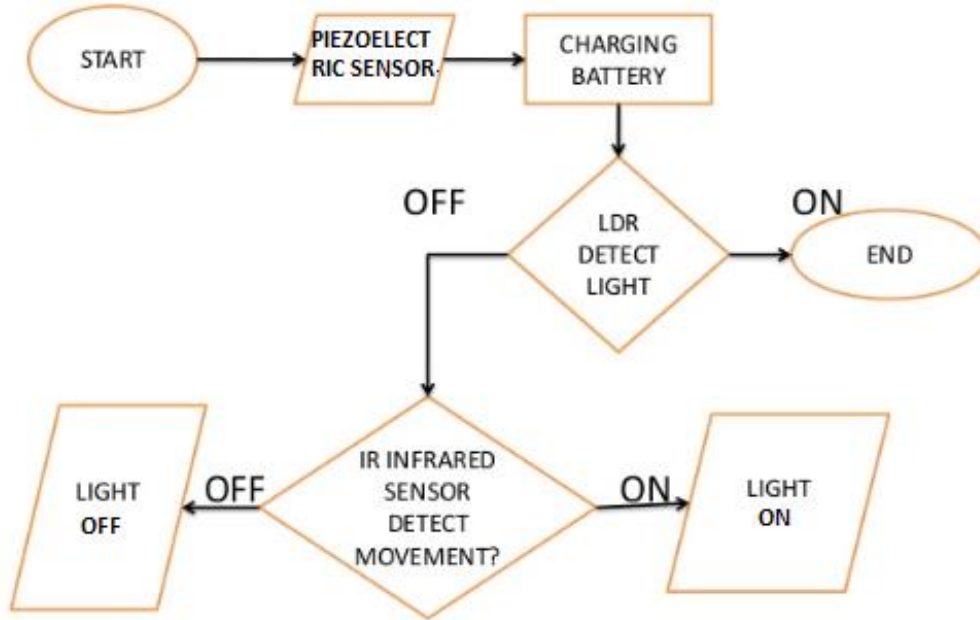 START
PIEZOELECT
RIC SENSOR.
CHARGING
BATTERY
OFF
ON
LDR
DETECT
LIGHT
END
IR INFRARED
SENSOR
DETECT
MOVEMENT?
LIGHT
OFF
OFF
ON
LIGHT
ON